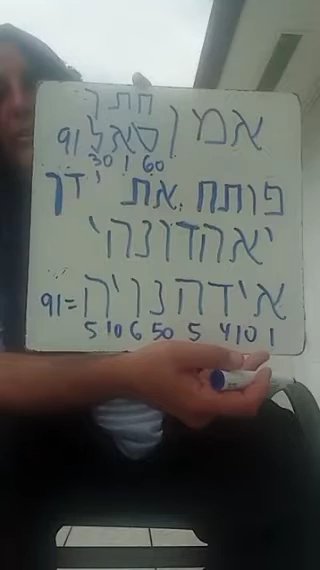 חתך
אמן סאל 91
30 1 60
פותח את ידך
יאהדונהי
אידהנויה =91
5 10 6 50 5 4 10 1